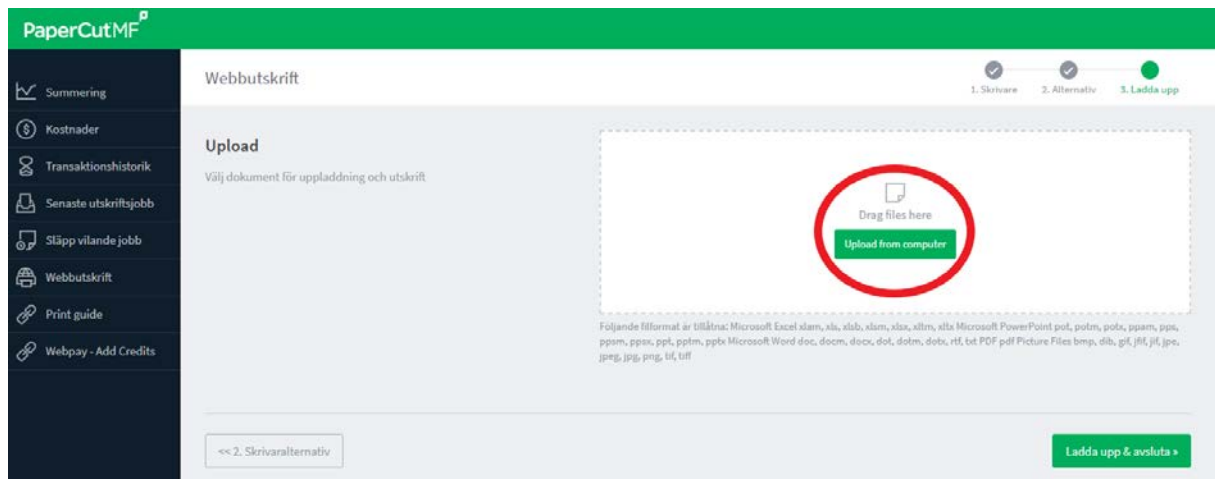 PaperCutMF
Summering
Kostnader
Transaktionshistorik
Senaste utskriftsjobb
Släpp vilande jobb
Webbutskrift
Print guide
Webpay - Add Credits
Webbutskrift
1. Skrivare
2. Alternativ
3. Ladda upp
Upload
Välj dokument för uppladdning och utskrift
Drag files here
Upload from computer
Följande filformat är tillåtna: Microsoft Excel xlam, xls, xlsb, xlsm, xlsx, xltm, xltx Microsoft PowerPoint pot, potm, potx, ppam, pps,
ppsm, ppsx, ppt, pptm, pptx Microsoft Word doc, docm, docx, dot, dotm, dotx, rtf, txt PDF pdf Picture Files bmp, dib, gif, jfif, jif, jpe,
jpeg, jpg, png, tif, tiff
<< 2. Skrivaralternativ
Ladda upp & avsluta »